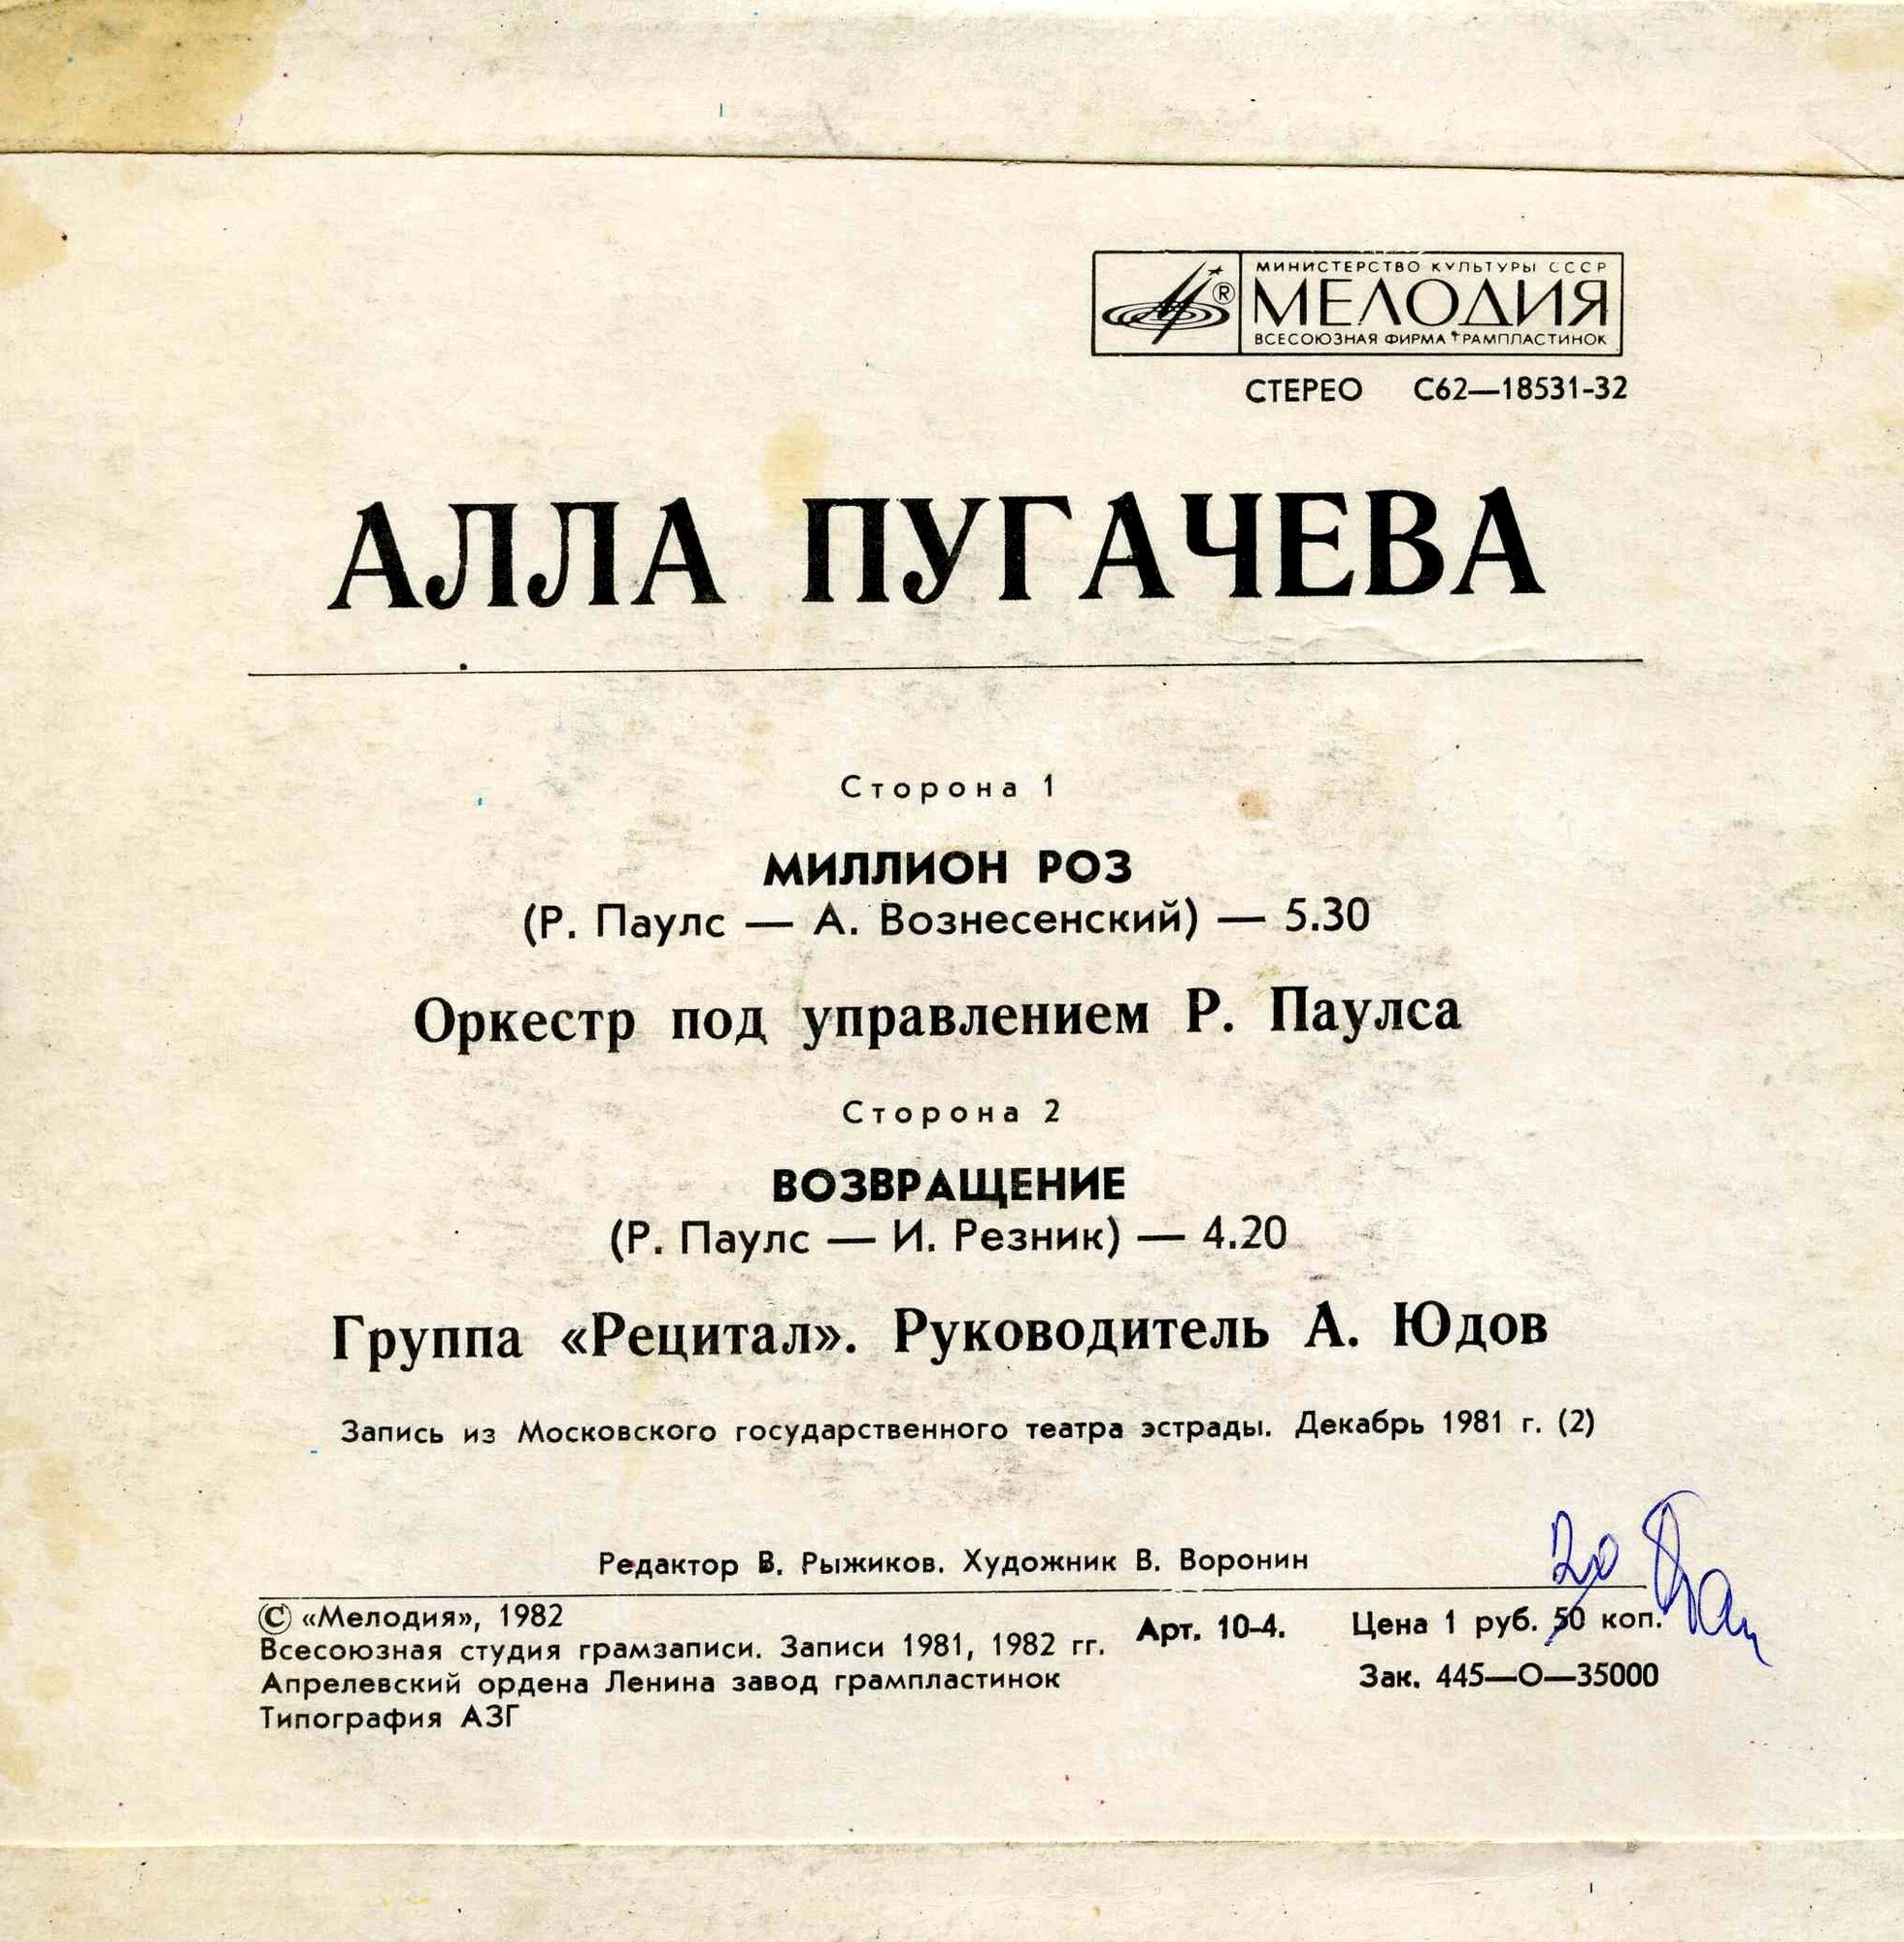 МИНИСТЕРСТВО КУЛЬТУРЫ СССР
МЕЛОДИЯ
ВСЕСОЮЗНАЯ ФИРМА ГРАМПЛАСТИНОК
®
СТЕРЕО С62—18531-32
АЛЛА ПУГАЧЕВА
Сторона 1
МИЛЛИОН РОЗ
(Р. Паулс — А. Вознесенский) — 5.30
Оркестр под управлением Р. Паулса
Сторона 2
ВОЗВРАЩЕНИЕ
(Р. Паулс — И. Резник) — 4.20
Группа «Рецитал». Руководитель А. Юдов
Запись из Московского государственного театра эстрады. Декабрь 1981 г. (2)
Редактор В. Рыжиков. Художник В. Воронин
20
© «Мелодия», 1982
Всесоюзная студия грамзаписи. Записи 1981, 1982 гг.
Апрелевский ордена Ленина завод грампластинок
Типография АЗГ
Арт. 10-4.
Цена 1 руб. 50 коп.
Зак. 445—О—35000